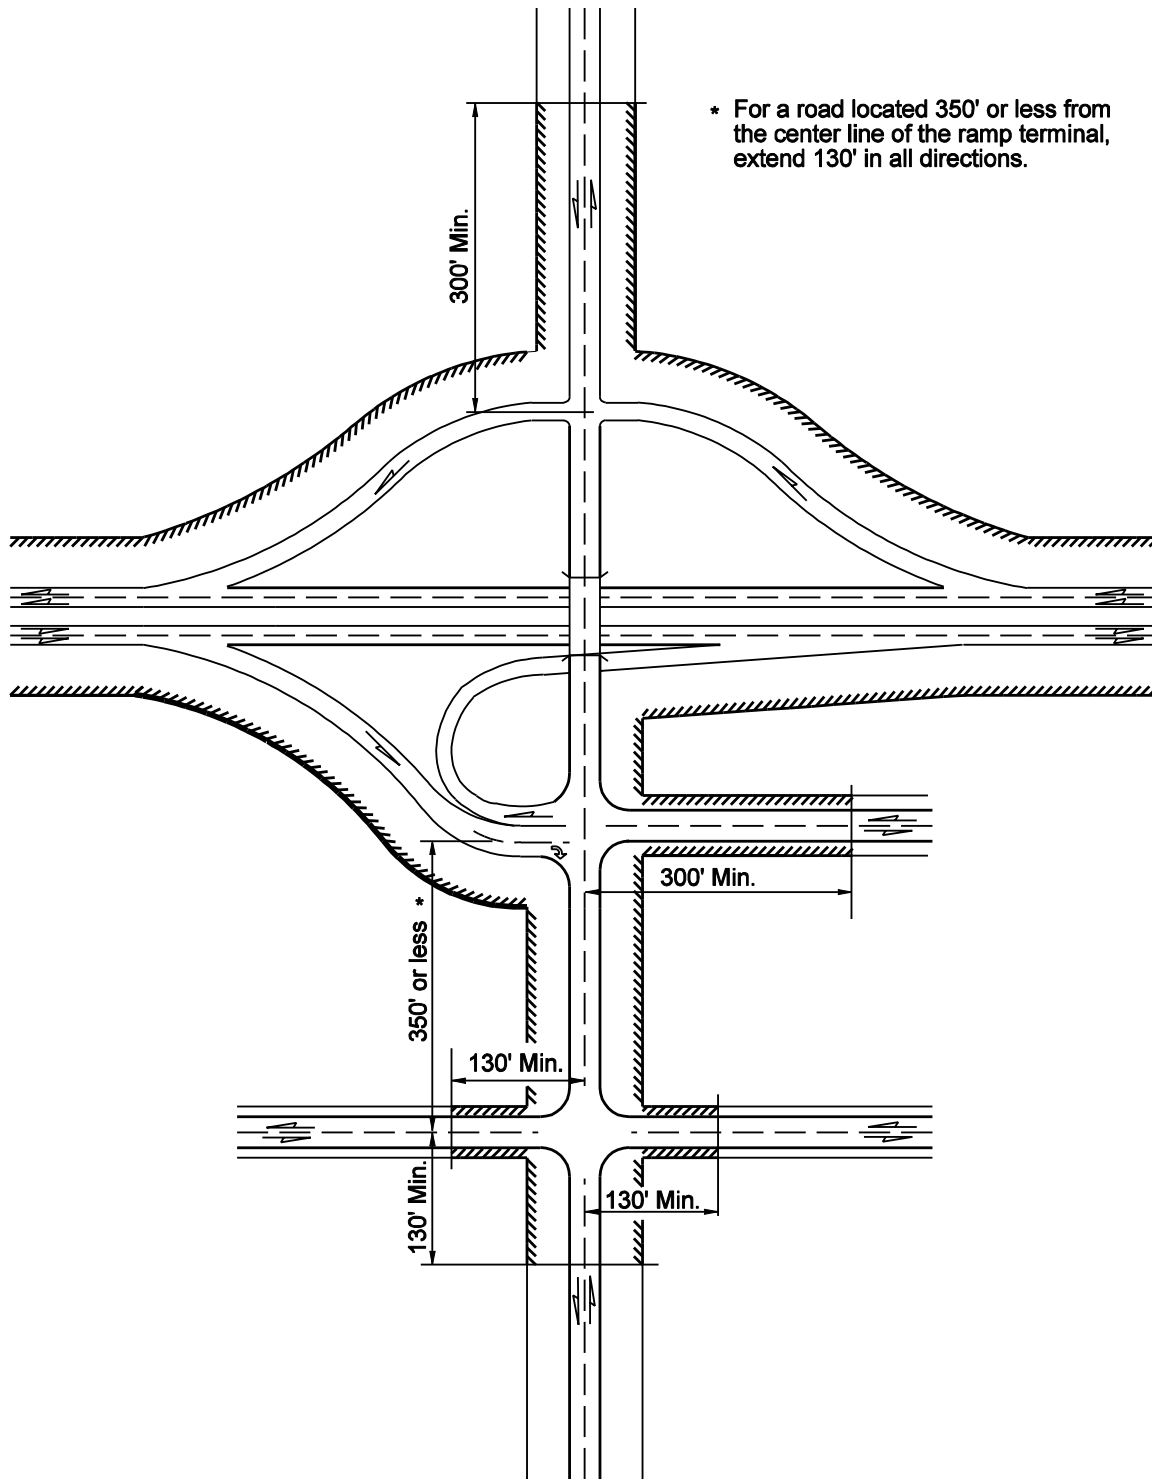 * For a road located 350' or less from
the center line of the ramp terminal,
extend 130' in all directions.
300' Min.
300' Min.
350' or less *
130' Min.
130' Min.
130' Min.